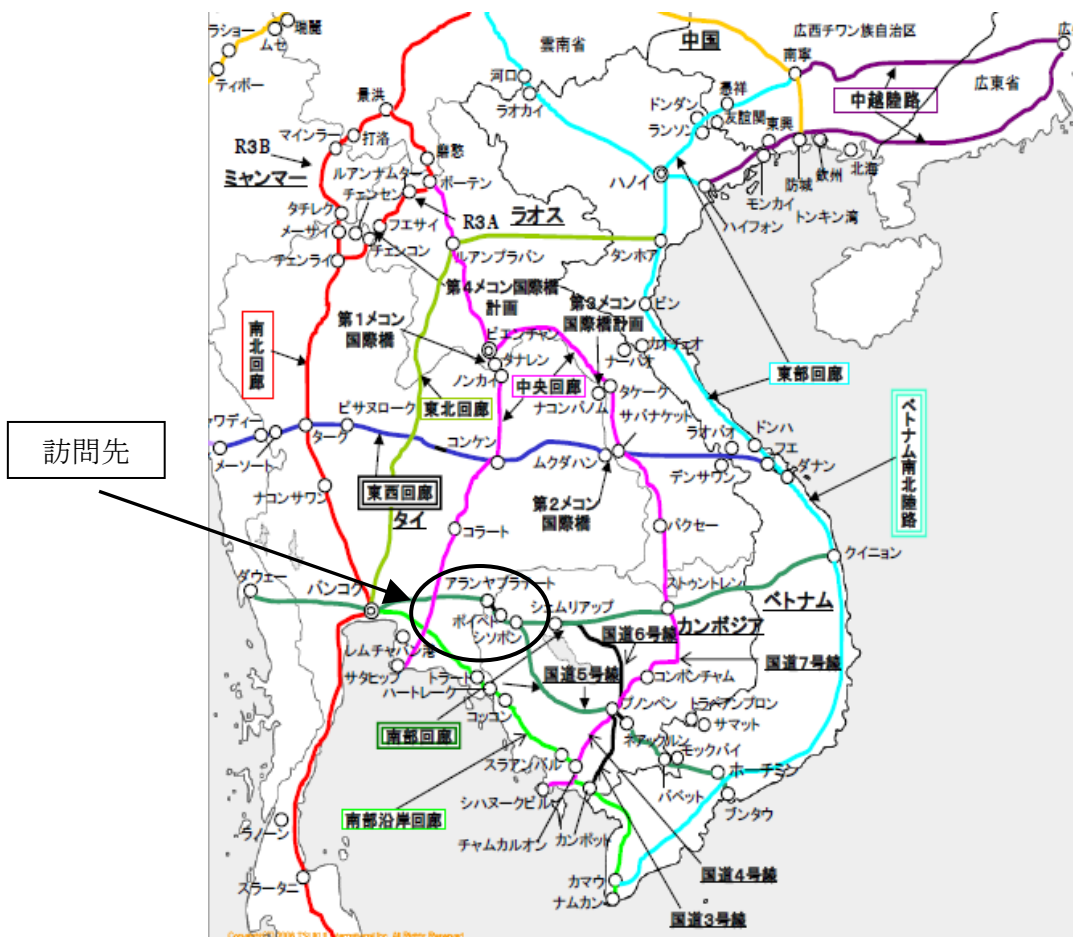 瑞麗
ラショー
ムセ
ティボー
雲南省
中国
広西チワン族自治区
南寧
広東省
河口
ラオカイ
憑祥
中越陸路
景洪
ドンダン
友誼関
ランソン
東興
マインラー
打洛
R3B
ミャンマー
磨憨
ルアンナムター
ボーテン
ハノイ
防城
欽州
北海
モンカイ
トンキン湾
ハイフォン
チェンセン
R3A
ラオス
タチレク
フエサイ
メーサイ
チェンコン
チェンライ
ルアンプラバン
タンホア
第4メコン国際橋
計画
第3メコン
国際橋計画
ビン
第1メコン
国際橋
ビエンチャン
カオチェオ
ナーパオ
タナレン
ノンカイ
南北回廊
中央回廊
タケーク
東部回廊
ナコンパノム
サバナケット
ピサヌローク
東北回廊
ベトナム南北陸路
訪問先
ワディー
ターク
コンケン
ラオバオ
ドンハ
フエ
メーソート
ムクダハン
デンサワン
ダナン
東西回廊
ナコンサワン
タイ
第2メコン
国際橋
コラート
パクセー
クイニョン
ダウェー
バンコク
アランヤプラテート
ストゥントレン
シェムリアップ
ベトナム
ポイペト
シソポン
カンボジア
国道6号線
レムチャバン港
国道7号線
サタヒップ
トラート
国道5号線
コンポンチャム
ハートレーク
コッコン
プノンペン
トラペアンプロン
サマット
南部回廊
ネアックルン
モックバイ
スラアンバル
ホーチミン
シハヌークビル
バベット
ブンタウ
南部沿岸回廊
カンポット
チャムカルオン
ラノーン
カマウ
国道4号線
スラータニ
ナムカン
国道3号線